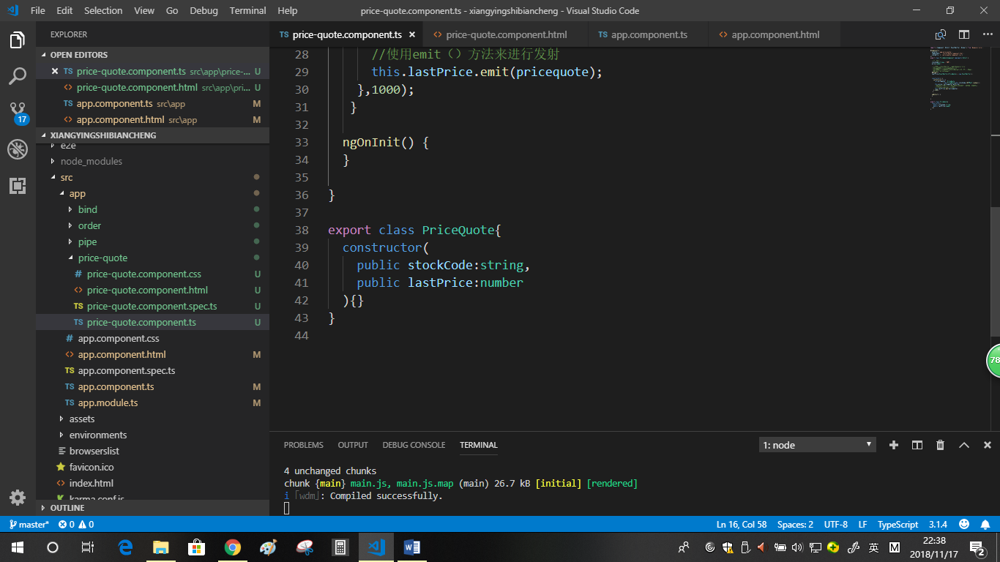 File Edit Selection View Go Debug Terminal Help price-quote.component.ts - xiangyingshibiancheng - Visual Studio Code
EXPLORER
OPEN EDITORS
TS price-quote.component.ts src\app\price-... U
<> price-quote.component.html src\app\pri... U
TS app.component.ts src\app M
<> app.component.html src\app M
XIANGYINGSHIBIANCHENG
e2e
node_modules
src
app
bind
order
pipe
price-quote
# price-quote.component.css U
<> price-quote.component.html U
TS price-quote.component.spec.ts U
TS price-quote.component.ts U
# app.component.css
<> app.component.html M
TS app.component.spec.ts
TS app.component.ts M
TS app.module.ts M
assets
environments
browserslist
favicon.ico
<> index.html
karma.conf.js
OUTLINE
17
TS price-quote.component.ts <> price-quote.component.html TS app.component.ts <> app.component.html
28 //使用emit（）方法来进行发射
29 this.lastPrice.emit(pricequote);
30 },1000);
31 }
32
33 ngOnInit() {
34 }
35
36 }
37
38 export class PriceQuote{
39 constructor(
40 public stockCode:string,
41 public lastPrice:number
42 ){}
43 }
44
78
PROBLEMS OUTPUT DEBUG CONSOLE TERMINAL 1: node
4 unchanged chunks
chunk {main} main.js, main.js.map (main) 26.7 kB [initial] [rendered]
i ｢wdm｣: Compiled successfully.
master* 0 0 Ln 16, Col 58 Spaces: 2 UTF-8 LF TypeScript 3.1.4
英 M 22:38
2018/11/17 2